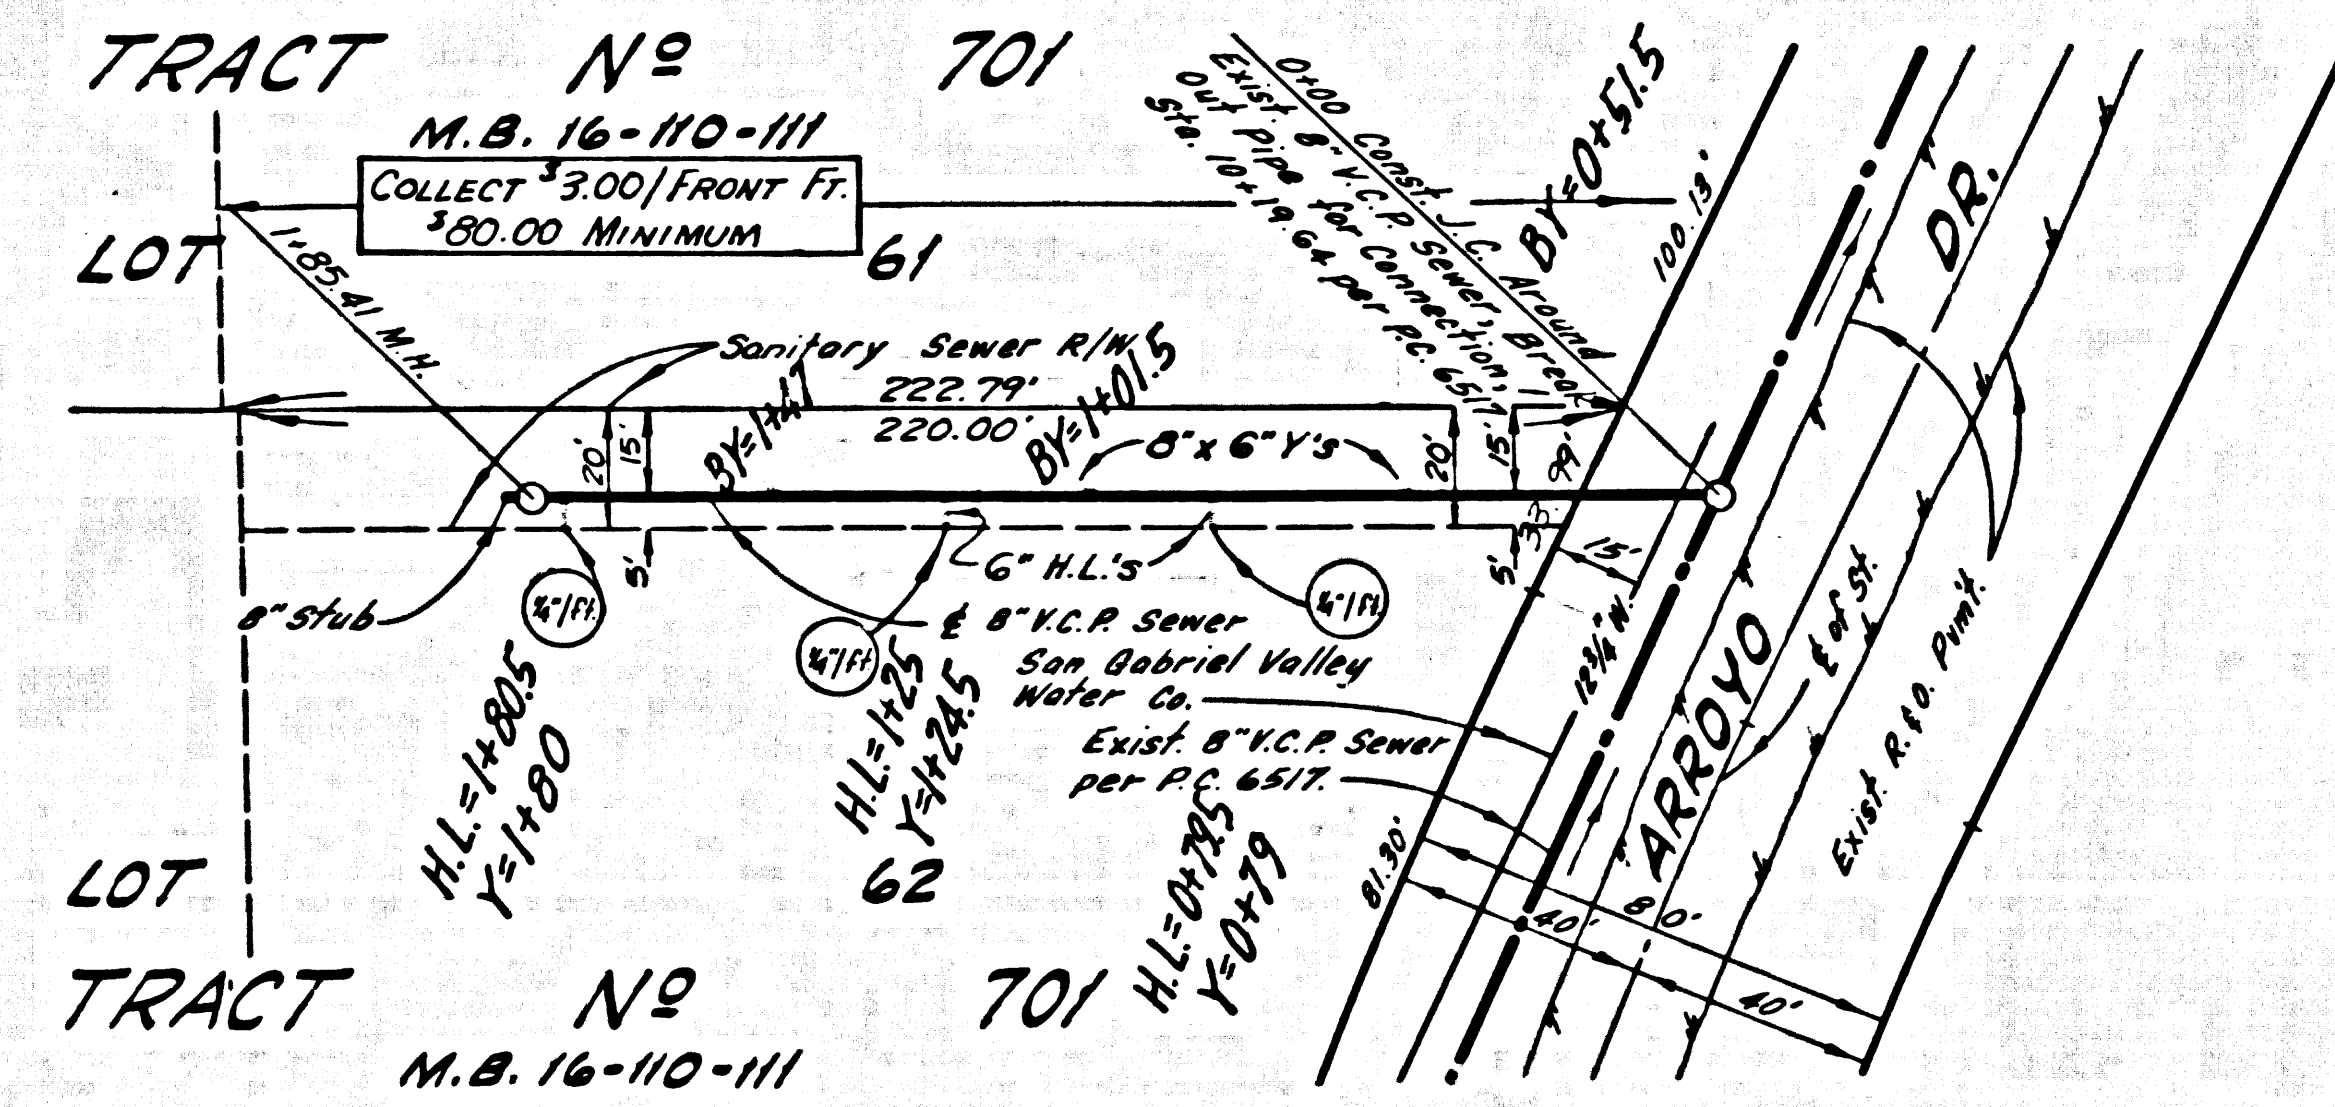 TRACT Nº 701
M.B. 16-110-111
COLLECT $3.00/FRONT FT.
$80.00 MINIMUM
LOT 61
1+85.41 M.H.
0+00 Const. J.C. Around
Exist. 8" V.C.P. Sewer, Break
Out Pipe for Connection,
Sta. 10+19.64 per P.C. 6517
BY=0+51.5
100.13'
DR.
Sanitary Sewer R/W
222.79'
220.00'
BY=1+47
BY=1+01.5
8" x 6" Y's
20'
15'
20'
15'
99'
33'
5'
5'
15'
6" H.L.'s
8" Stub
¼"/ft.
¼"/ft
¼"/ft
℄ 8" V.C.P. Sewer
San Gabriel Valley
Water Co.
12¾" W.
Exist. 8" V.C.P. Sewer
per P.C. 6517.
℄ of St.
Exist. R.&O. Pvmt.
ARROYO
H.L.=1+80.5
Y=1+80
H.L.=1+25
Y=1+24.5
H.L.=0+79.5
Y=0+79
81.30'
80'
40'
40'
LOT 62
TRACT Nº 701
M.B. 16-110-111